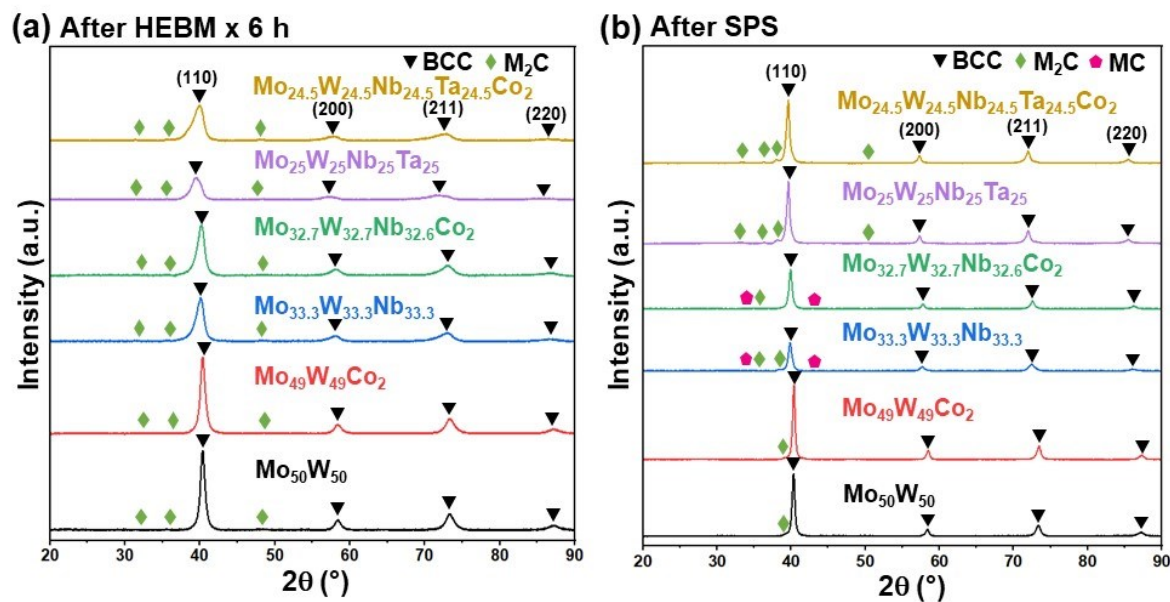 (a) After HEBM x 6 h
▼ BCC ♦ M₂C
(110)
Mo₂₄.₅W₂₄.₅Nb₂₄.₅Ta₂₄.₅Co₂
(200) (211) (220)
Mo₂₅W₂₅Nb₂₅Ta₂₅
Mo₃₂.₇W₃₂.₇Nb₃₂.₆Co₂
Mo₃₃.₃W₃₃.₃Nb₃₃.₃
Mo₄₉W₄₉Co₂
Mo₅₀W₅₀
Intensity (a.u.)
20 30 40 50 60 70 80 90
2θ (°)
(b) After SPS
▼ BCC ♦ M₂C ⬟ MC
(110)
Mo₂₄.₅W₂₄.₅Nb₂₄.₅Ta₂₄.₅Co₂
(200) (211) (220)
Mo₂₅W₂₅Nb₂₅Ta₂₅
Mo₃₂.₇W₃₂.₇Nb₃₂.₆Co₂
Mo₃₃.₃W₃₃.₃Nb₃₃.₃
Mo₄₉W₄₉Co₂
Mo₅₀W₅₀
Intensity (a.u.)
20 30 40 50 60 70 80 90
2θ (°)